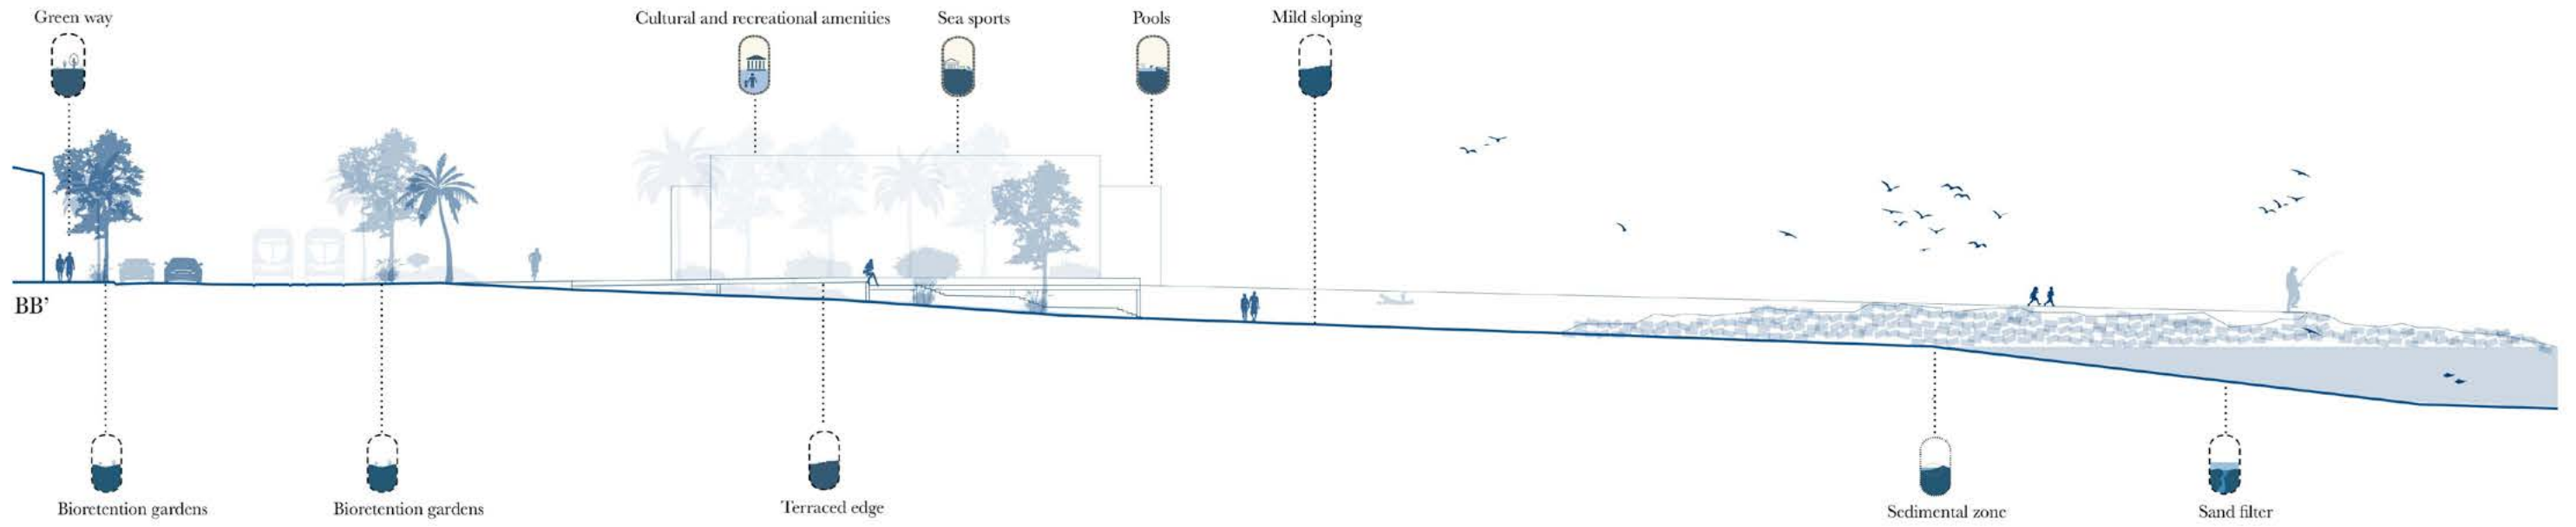 Green way
Cultural and recreational amenities
Sea sports
Pools
Mild sloping
BB’
Bioretention gardens
Bioretention gardens
Terraced edge
Sedimental zone
Sand filter